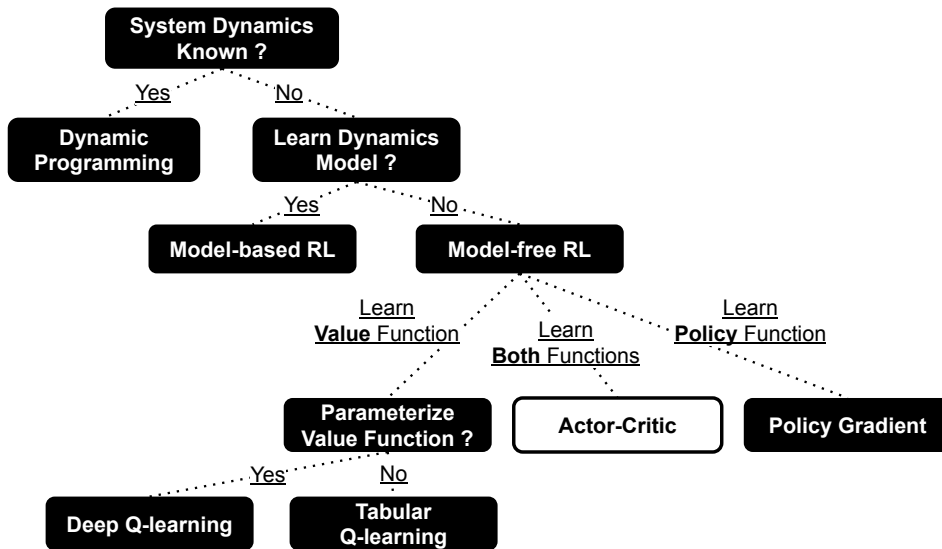 System Dynamics
Known ?
Yes
No
Dynamic
Programming
Learn Dynamics
Model ?
Yes
No
Model-based RL
Model-free RL
Learn
Value Function
Learn
Both Functions
Learn
Policy Function
Parameterize
Value Function ?
Actor-Critic
Policy Gradient
Yes
No
Deep Q-learning
Tabular
Q-learning